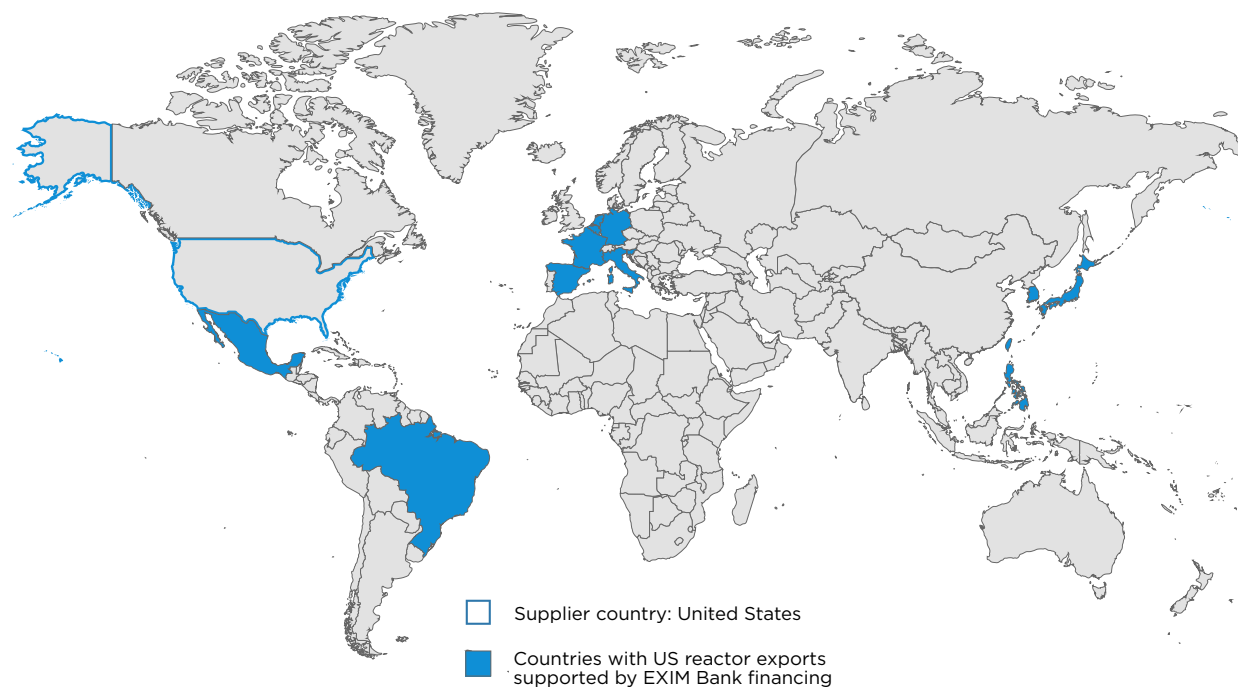 Supplier country: United States
Countries with US reactor exports
supported by EXIM Bank financing